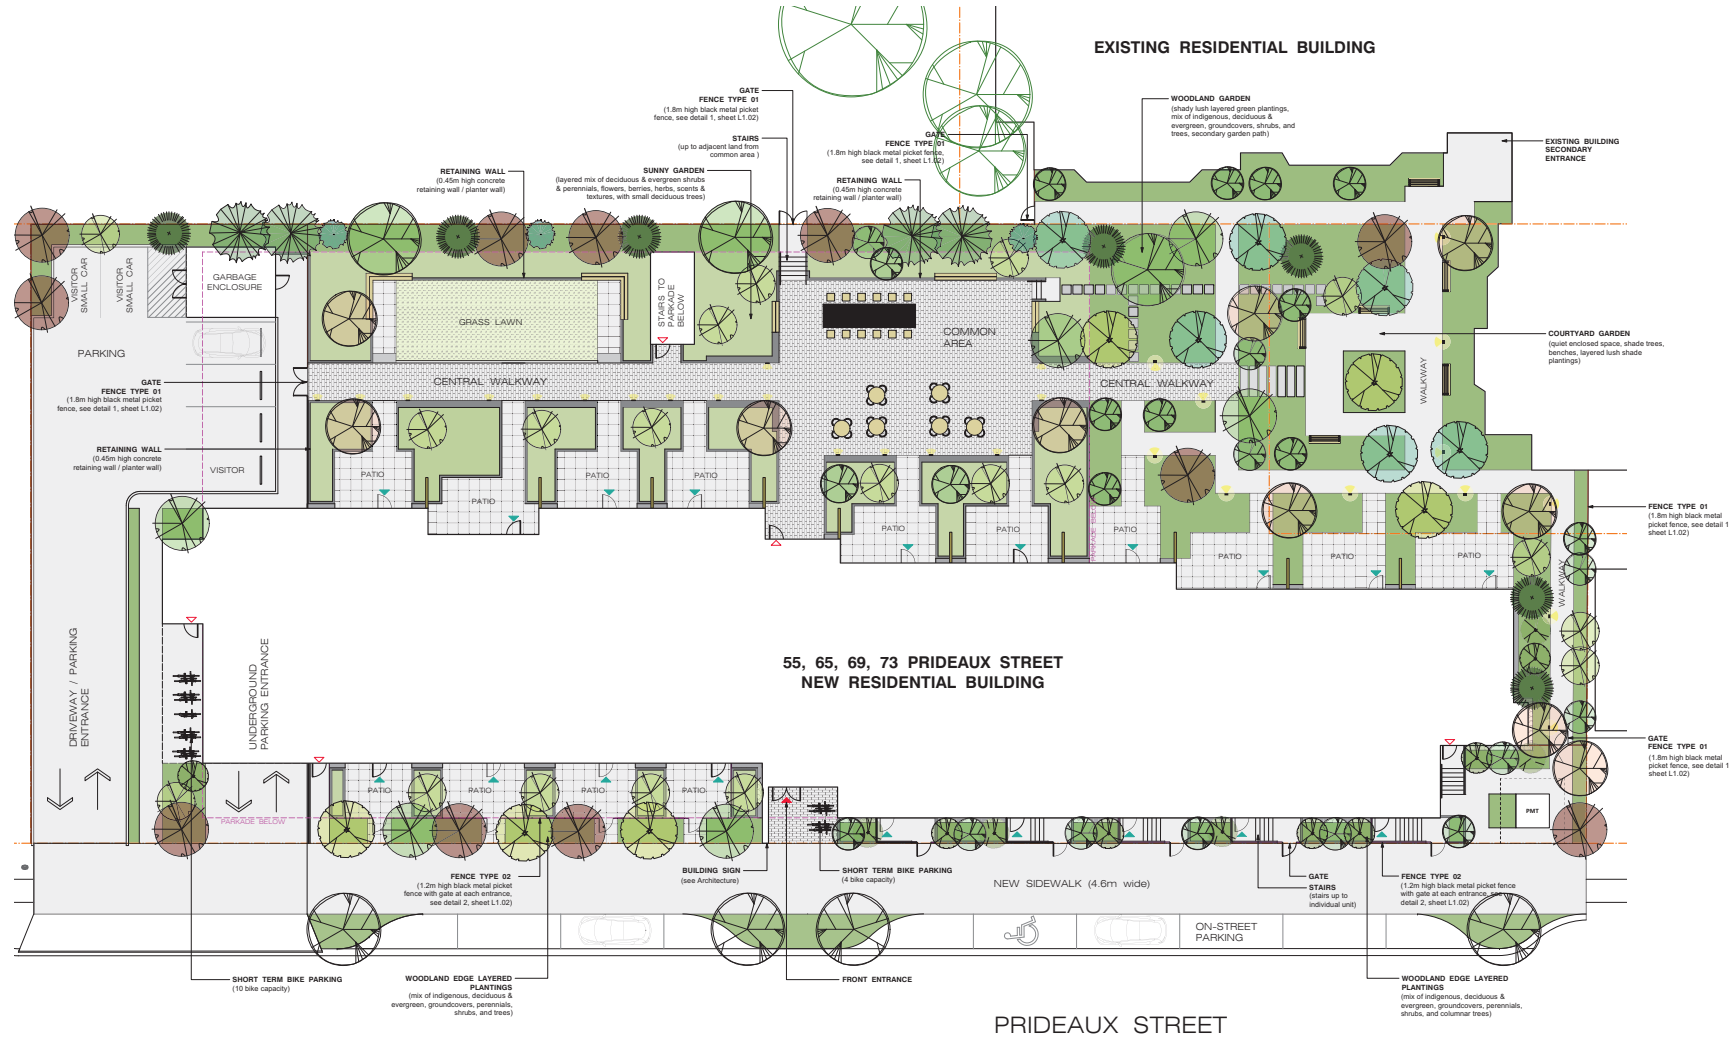 EXISTING RESIDENTIAL BUILDING
GATE
FENCE TYPE 01
(1.8m high black metal picket
fence, see detail 1, sheet L1.02)
STAIRS
(up to adjacent land from
common area )
GATE
FENCE TYPE 01
(1.8m high black metal picket fence,
see detail 1, sheet L1.02)
WOODLAND GARDEN
(shady lush layered green plantings,
mix of indigenous, deciduous &
evergreen, groundcovers, shrubs, and
trees, secondary garden path)
EXISTING BUILDING
SECONDARY
ENTRANCE
RETAINING WALL
(0.45m high concrete
retaining wall / planter wall)
SUNNY GARDEN
(layered mix of deciduous & evergreen shrubs
& perennials, flowers, berries, herbs, scents &
textures, with small deciduous trees)
RETAINING WALL
(0.45m high concrete
retaining wall / planter wall)
VISITOR
SMALL CAR
VISITOR
SMALL CAR
GARBAGE
ENCLOSURE
PARKING
GRASS LAWN
STAIRS TO
PARKADE
BELOW
COMMON
AREA
COURTYARD GARDEN
(quiet enclosed space, shade trees,
benches, layered lush shade
plantings)
WALKWAY
GATE
FENCE TYPE 01
(1.8m high black metal picket
fence, see detail 1, sheet L1.02)
CENTRAL WALKWAY
CENTRAL WALKWAY
RETAINING WALL
(0.45m high concrete
retaining wall / planter wall)
VISITOR
PATIO
PATIO
PATIO
PATIO
PATIO
PATIO
PATIO
PATIO
PATIO
PATIO
PARKADE BELOW
FENCE TYPE 01
(1.8m high black metal
picket fence, see detail 1
sheet L1.02)
WALKWAY
DRIVEWAY / PARKING
ENTRANCE
UNDERGROUND
PARKING ENTRANCE
55, 65, 69, 73 PRIDEAUX STREET
NEW RESIDENTIAL BUILDING
GATE
FENCE TYPE 01
(1.8m high black metal
picket fence, see detail 1
sheet L1.02)
PATIO
PATIO
PATIO
PATIO
PARKADE BELOW
PMT
FENCE TYPE 02
(1.2m high black metal picket
fence with gate at each entrance,
see detail 2, sheet L1.02)
BUILDING SIGN
(see Architecture)
SHORT TERM BIKE PARKING
(4 bike capacity)
NEW SIDEWALK (4.6m wide)
GATE
STAIRS
(stairs up to
individual unit)
FENCE TYPE 02
(1.2m high black metal picket fence
with gate at each entrance, see
detail 2, sheet L1.02)
ON-STREET
PARKING
SHORT TERM BIKE PARKING
(10 bike capacity)
WOODLAND EDGE LAYERED
PLANTINGS
(mix of indigenous, deciduous &
evergreen, groundcovers, perennials,
shrubs, and trees)
FRONT ENTRANCE
WOODLAND EDGE LAYERED
PLANTINGS
(mix of indigenous, deciduous &
evergreen, groundcovers, perennials,
shrubs, and columnar trees)
PRIDEAUX STREET